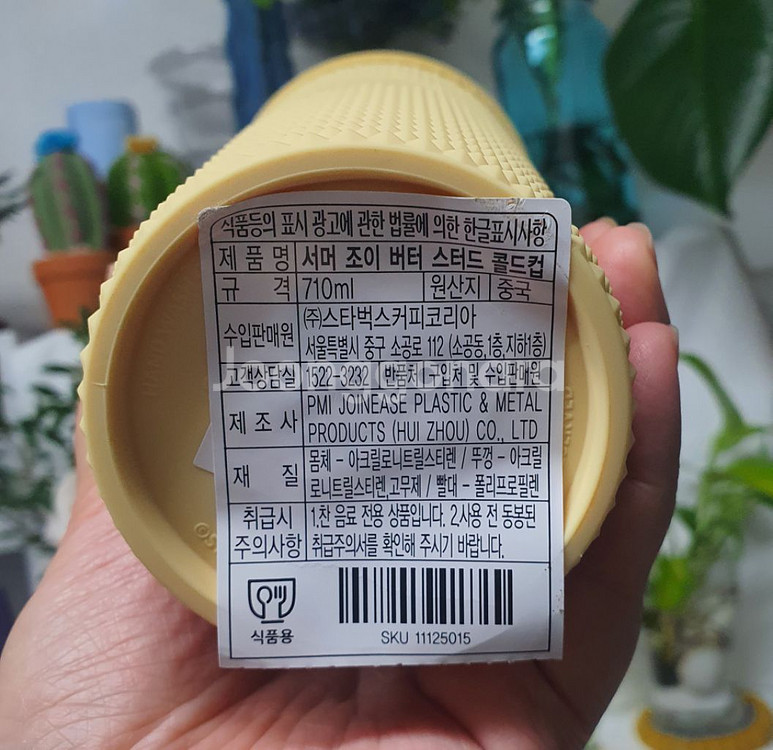 식품등의 표시 광고에 관한 법률에 의한 한글표시사항
제품명 서머 조이 버터 스터드 콜드컵
규격 710ml 원산지 중국
수입판매원 ㈜스타벅스커피코리아
서울특별시 중구 소공로 112 (소공동,1층,지하1층)
고객상담실 1522-3232 반품체 구입처 및 수입판매원
제조사 PMI JOINEASE PLASTIC & METAL
PRODUCTS (HUI ZHOU) CO., LTD
재질 몸체 - 아크릴로니트릴스티렌 / 뚜껑 - 아크릴
로니트릴스티렌,고무제 / 빨대 - 폴리프로필렌
취급시 주의사항 1.찬 음료 전용 상품입니다. 2.사용 전 동봉된
취급주의서를 확인해 주시기 바랍니다.
식품용
SKU 11125015